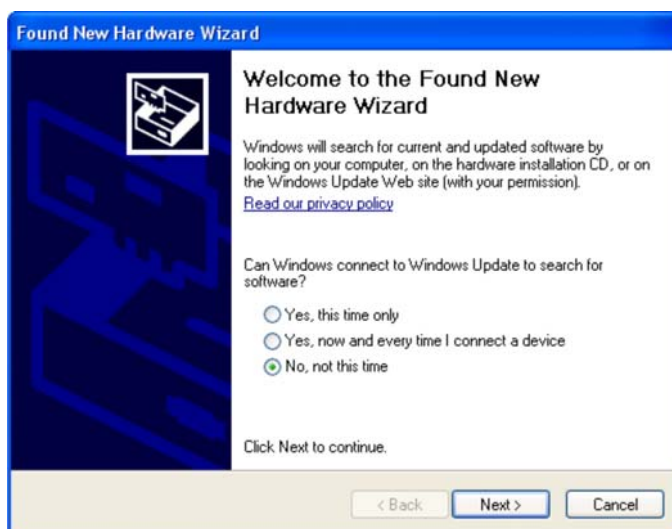 Found New Hardware Wizard
Welcome to the Found New
Hardware Wizard
Windows will search for current and updated software by
looking on your computer, on the hardware installation CD, or on
the Windows Update Web site (with your permission).
Read our privacy policy
Can Windows connect to Windows Update to search for
software?
Yes, this time only
Yes, now and every time I connect a device
No, not this time
Click Next to continue.
< Back Next > Cancel